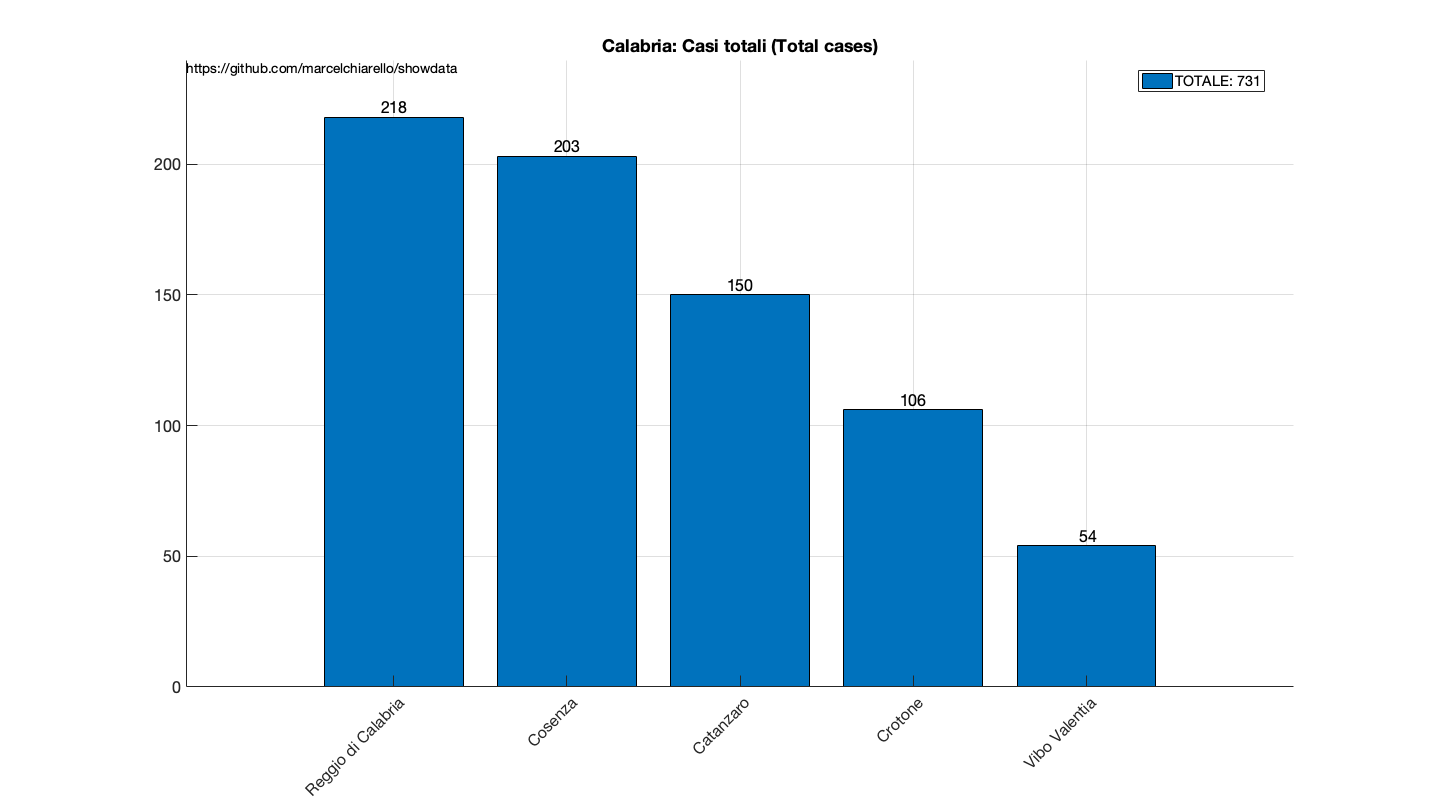 Calabria: Casi totali (Total cases)
https://github.com/marcelchiarello/showdata
TOTALE: 731
218
203
150
106
54
200
150
100
50
0
Reggio di Calabria
Cosenza
Catanzaro
Crotone
Vibo Valentia